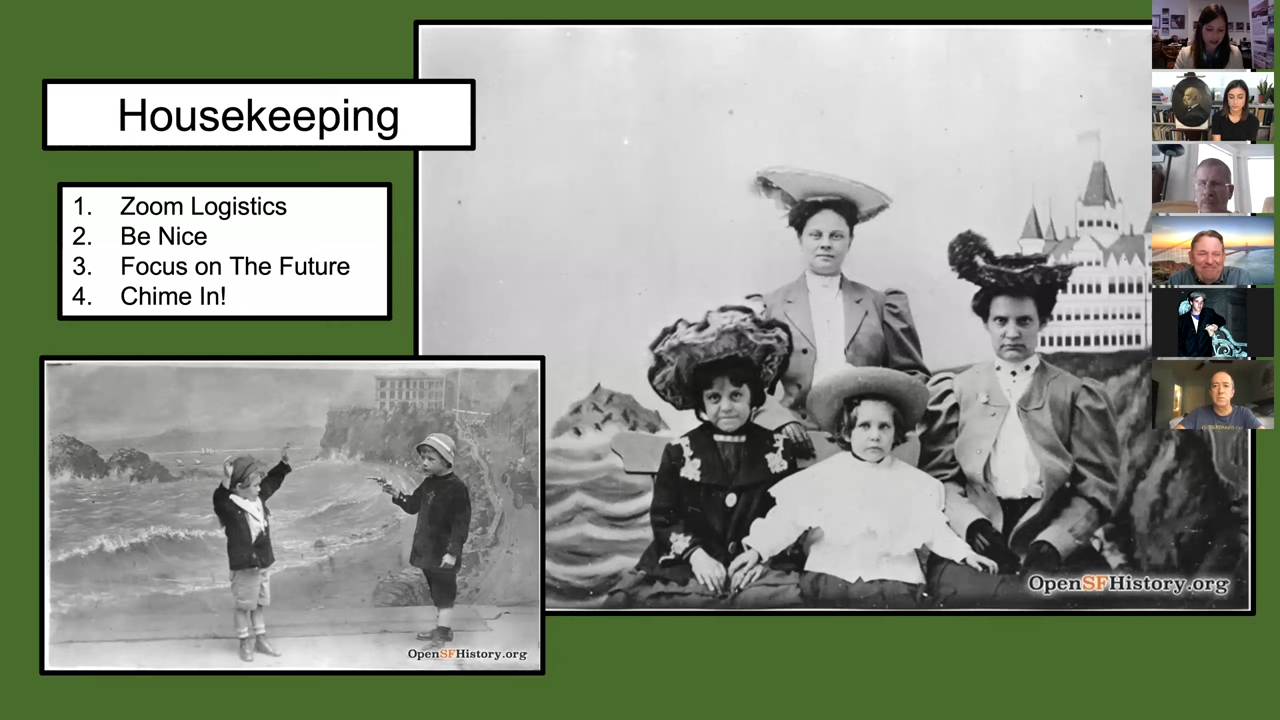 Housekeeping
1. Zoom Logistics
2. Be Nice
3. Focus on The Future
4. Chime In!
OpenSFHistory.org
OpenSFHistory.org